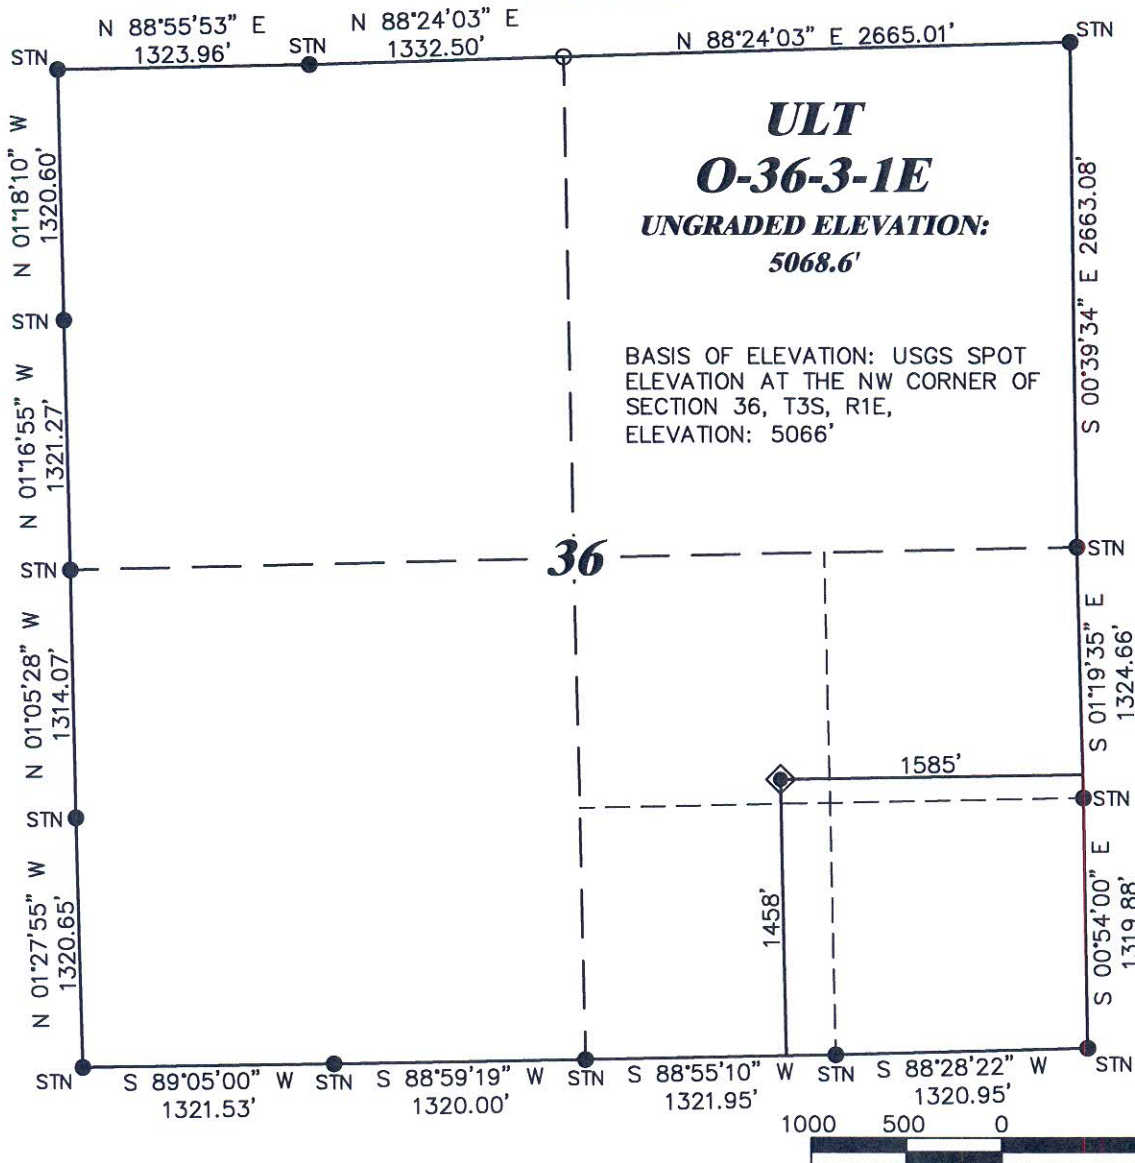 N 88°55'53" E
1323.96'
N 88°24'03" E
1332.50'
N 88°24'03" E 2665.01'
STN
STN
STN
ULT
O-36-3-1E
UNGRADED ELEVATION:
5068.6'
BASIS OF ELEVATION: USGS SPOT
ELEVATION AT THE NW CORNER OF
SECTION 36, T3S, R1E,
ELEVATION: 5066'
N 01°18'10" W
1320.60'
S 00°39'34" E 2663.08'
STN
N 01°16'55" W
1321.27'
STN
36
STN
N 01°05'28" W
1314.07'
S 01°19'35" E
1324.66'
1585'
STN
STN
N 01°27'55" W
1320.65'
1458'
S 00°54'00" E
1319.88'
STN
S 89°05'00" W
1321.53'
STN
S 88°59'19" W
1320.00'
STN
S 88°55'10" W
1321.95'
STN
S 88°28'22" W
1320.95'
STN
1000 500 0